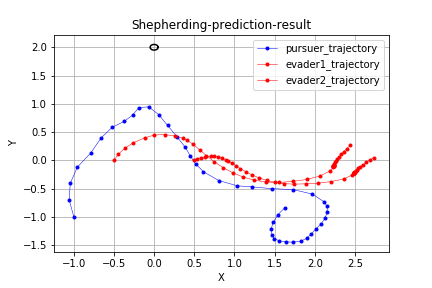 Shepherding-prediction-result
pursuer_trajectory
evader1_trajectory
evader2_trajectory
2.0
1.5
1.0
0.5
0.0
−0.5
−1.0
−1.5
Y
−1.0 −0.5 0.0 0.5 1.0 1.5 2.0 2.5
X